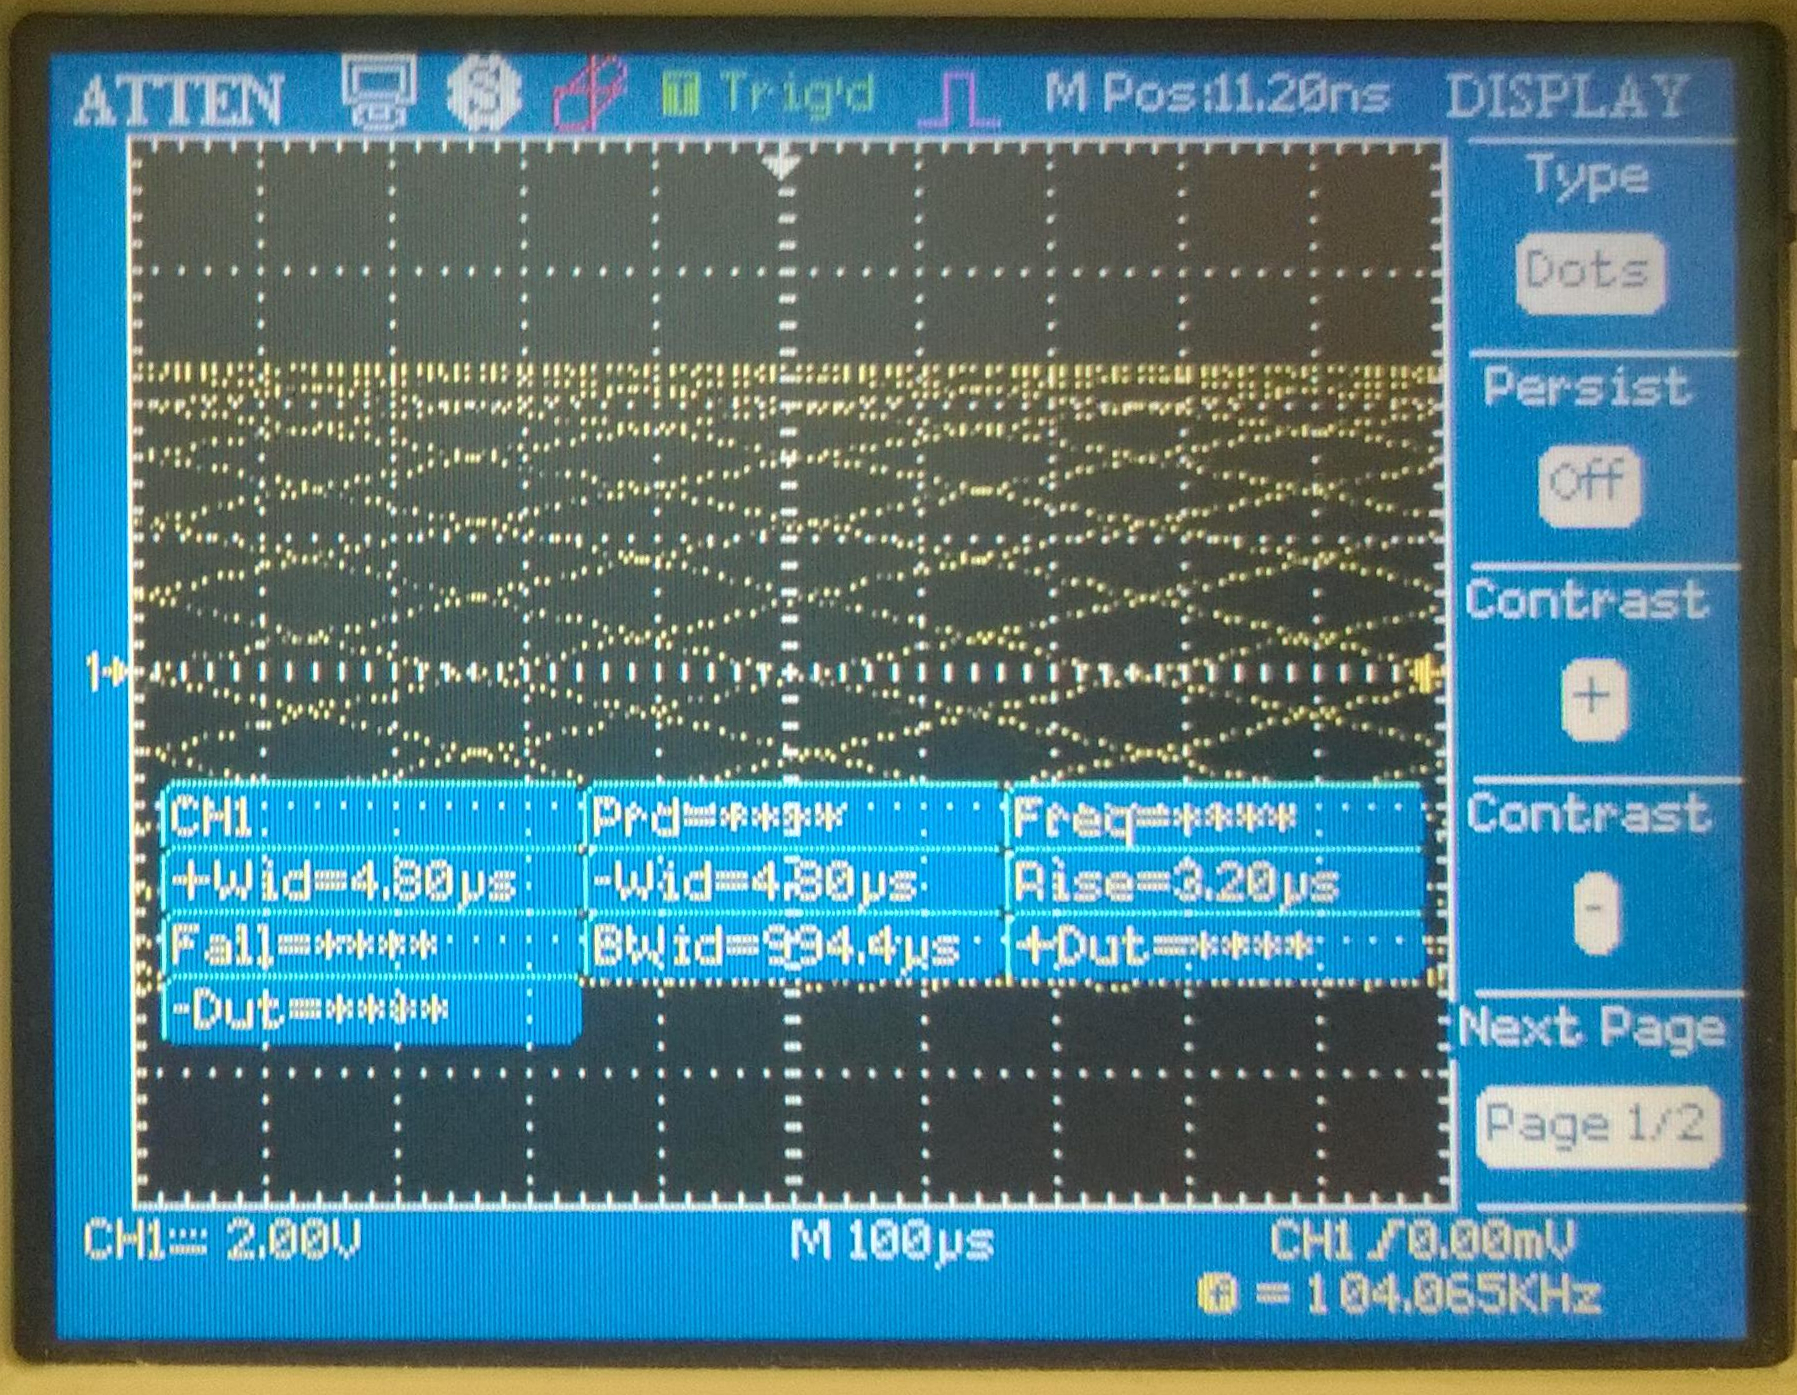 ATTEN T Trig'd M Pos:11.20ns DISPLAY
Type
Dots
Persist
Off
Contrast
+
Contrast
-
Next Page
Page 1/2
1
CH1 Prd=**** Freq=****
+Wid=4.80µs -Wid=4.80µs Rise=3.20µs
Fall=**** BWid=994.4µs +Dut=****
-Dut=****
CH1 2.00V M 100µs CH1 0.00mV
= 104.065KHz